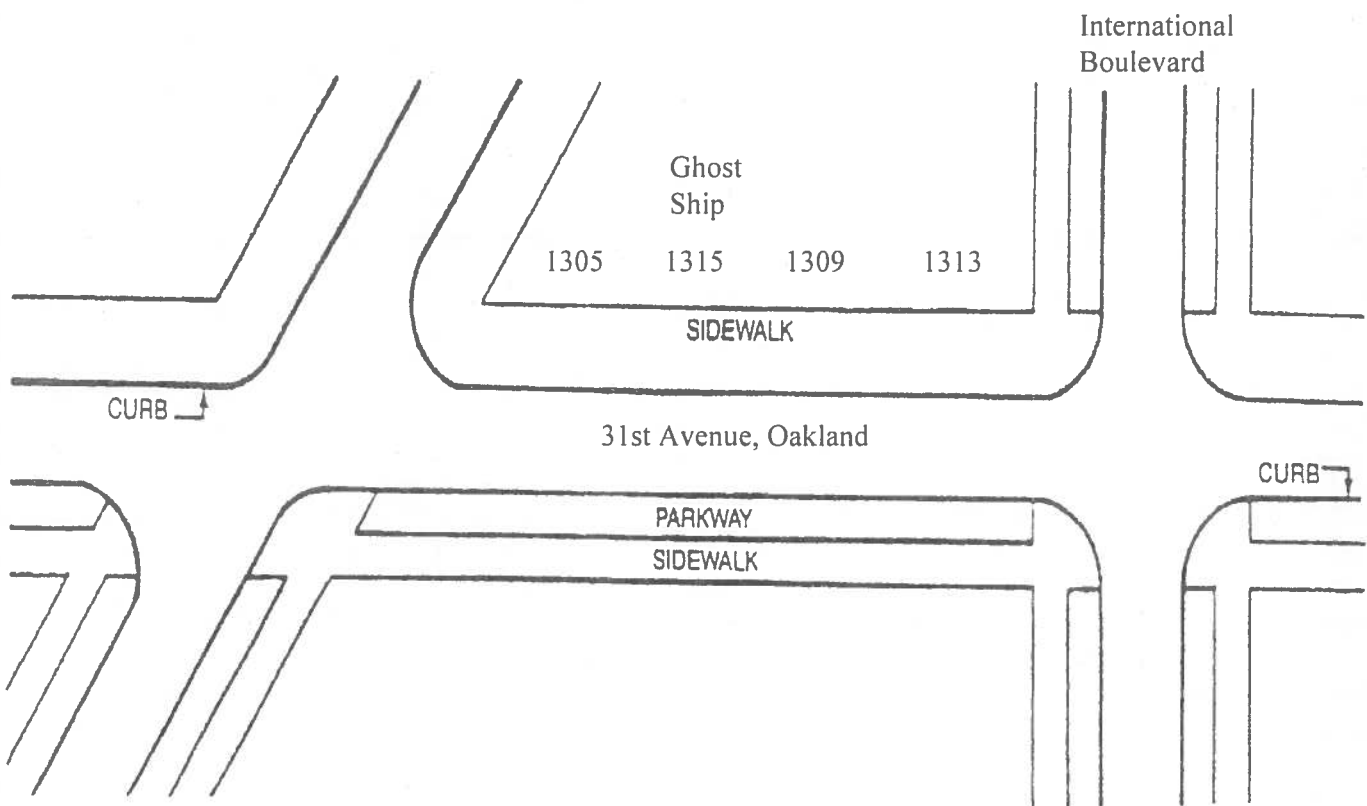 International
Boulevard
Ghost
Ship
1305 1315 1309 1313
SIDEWALK
CURB
31st Avenue, Oakland
CURB
PARKWAY
SIDEWALK